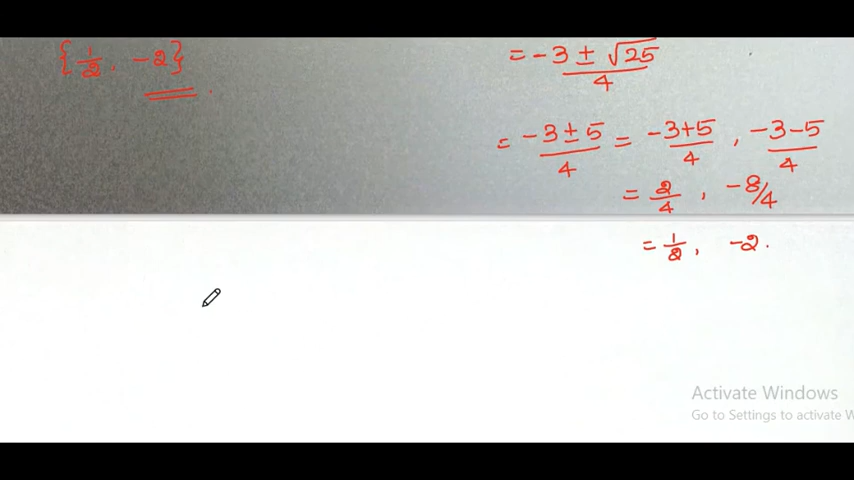 {1/2, -2}.
= -3 ± √25 / 4
= -3 ± 5 / 4 = -3+5 / 4, -3-5 / 4
= 2/4, -8/4
= 1/2, -2.
Activate Windows
Go to Settings to activate W